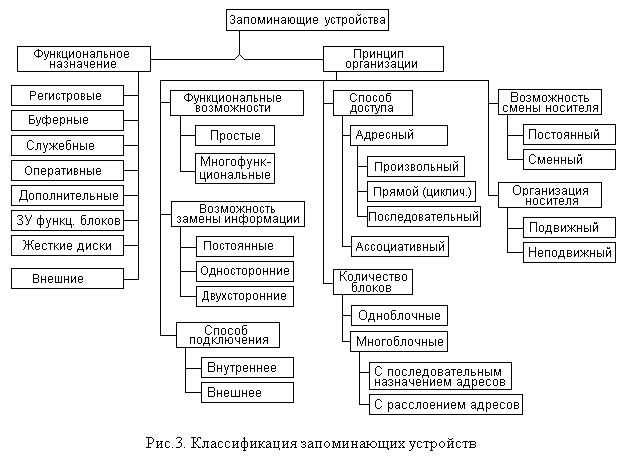 Запоминающие устройства
Функциональное
назначение
Регистровые
Буферные
Служебные
Оперативные
Дополнительные
ЗУ функц. блоков
Жесткие диски
Внешние
Принцип
организации
Функциональные
возможности
Простые
Многофунк-
циональные
Возможность
замены информации
Постоянные
Односторонние
Двухсторонние
Способ
подключения
Внутреннее
Внешнее
Способ
доступа
Адресный
Произвольный
Прямой (циклич.)
Последовательный
Ассоциативный
Количество
блоков
Одноблочные
Многоблочные
С последовательным
назначением адресов
С расслоением адресов
Возможность
смены носителя
Постоянный
Сменный
Организация
носителя
Подвижный
Неподвижный
Рис.3. Классификация запоминающих устройств